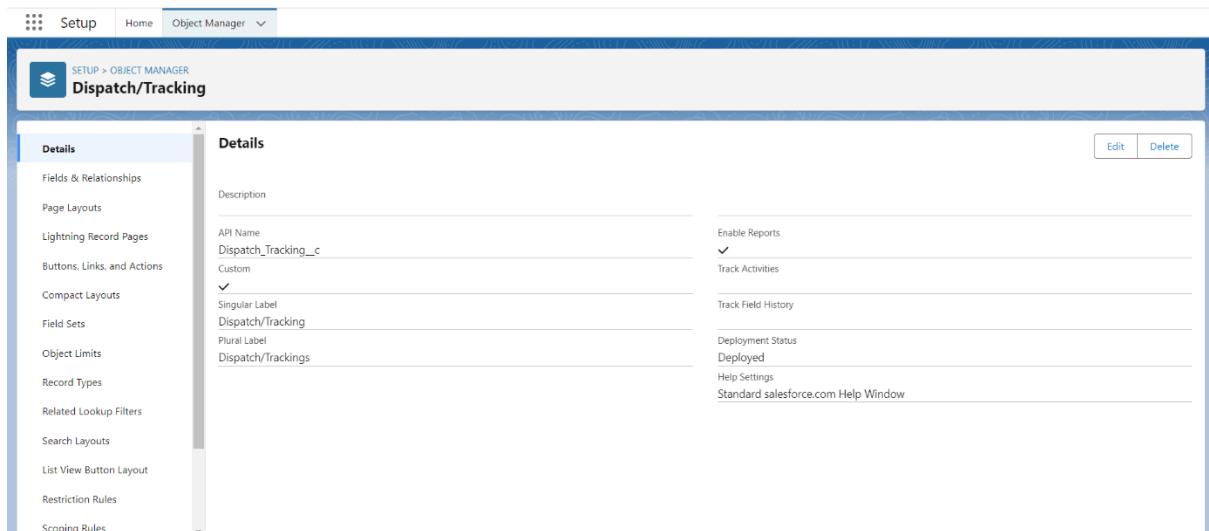 Setup Home Object Manager
SETUP > OBJECT MANAGER
Dispatch/Tracking
Details
Fields & Relationships
Page Layouts
Lightning Record Pages
Buttons, Links, and Actions
Compact Layouts
Field Sets
Object Limits
Record Types
Related Lookup Filters
Search Layouts
List View Button Layout
Restriction Rules
Scoping Rules
Details
Edit Delete
Description
API Name
Dispatch_Tracking__c
Custom
Singular Label
Dispatch/Tracking
Plural Label
Dispatch/Trackings
Enable Reports
Track Activities
Track Field History
Deployment Status
Deployed
Help Settings
Standard salesforce.com Help Window